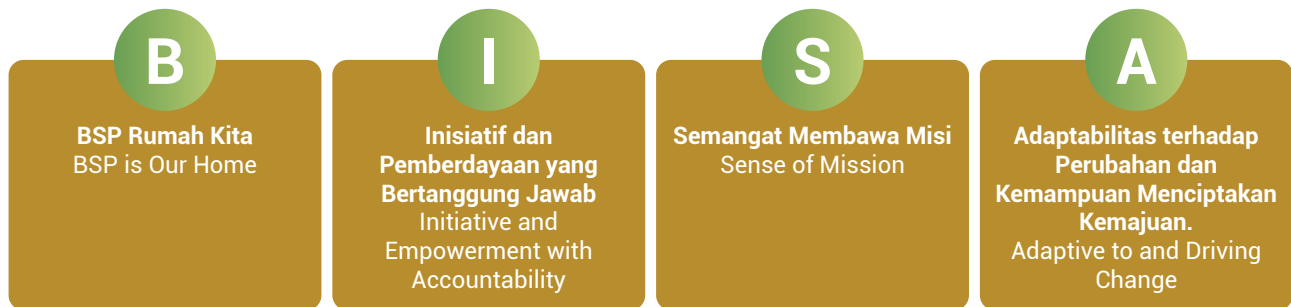 B
BSP Rumah Kita
BSP is Our Home
I
Inisiatif dan
Pemberdayaan yang
Bertanggung Jawab
Initiative and
Empowerment with
Accountability
S
Semangat Membawa Misi
Sense of Mission
A
Adaptabilitas terhadap
Perubahan dan
Kemampuan Menciptakan
Kemajuan.
Adaptive to and Driving
Change